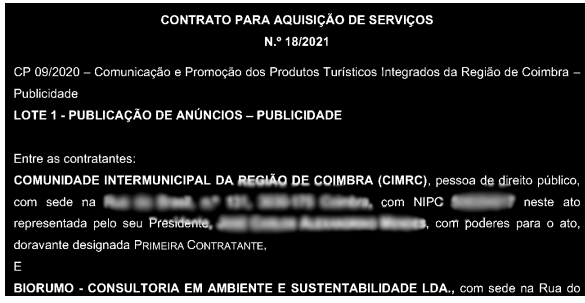 CONTRATO PARA AQUISIÇÃO DE SERVIÇOS
N.º 18/2021
CP 09/2020 – Comunicação e Promoção dos Produtos Turísticos Integrados da Região de Coimbra –
Publicidade
LOTE 1 - PUBLICAÇÃO DE ANÚNCIOS – PUBLICIDADE
Entre as contratantes:
COMUNIDADE INTERMUNICIPAL DA REGIÃO DE COIMBRA (CIMRC), pessoa de direito público,
com sede na com NIPC neste ato
representada pelo seu Presidente, com poderes para o ato,
doravante designada PRIMEIRA CONTRATANTE,
E
BIORUMO - CONSULTORIA EM AMBIENTE E SUSTENTABILIDADE LDA., com sede na Rua do